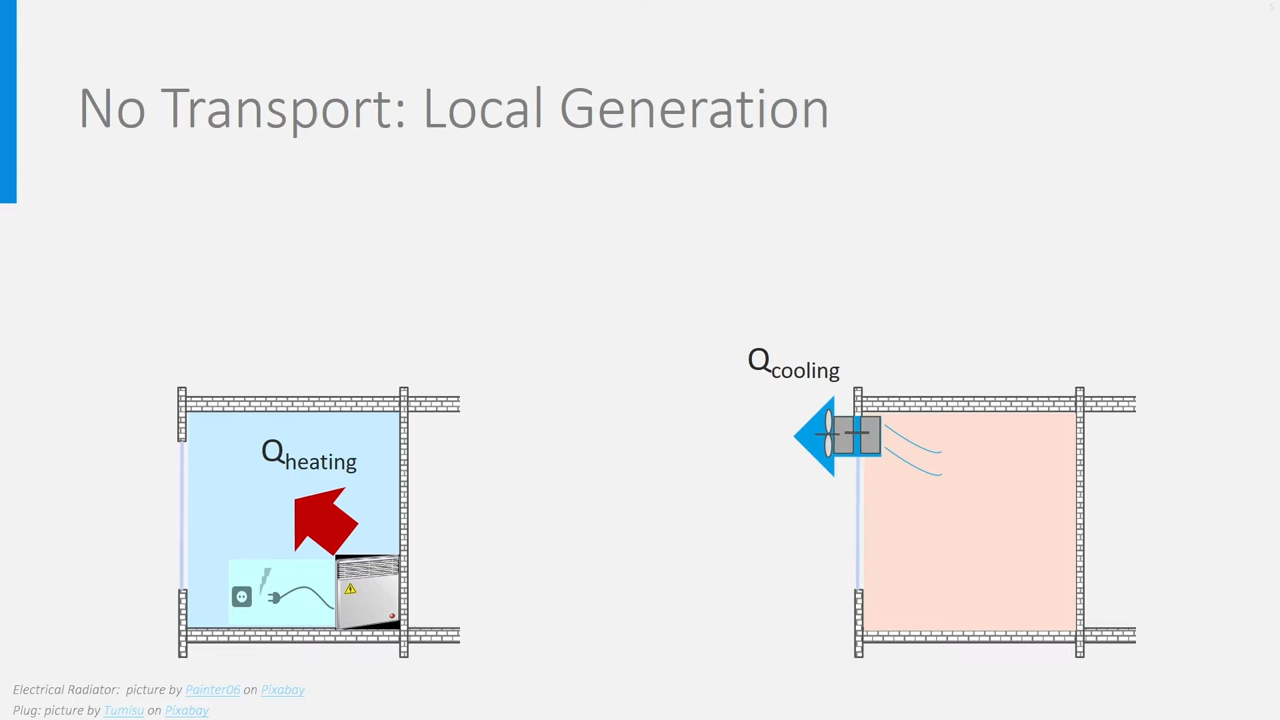 5
No Transport: Local Generation
Qcooling
Qheating
Electrical Radiator: picture by Painter06 on Pixabay
Plug: picture by Tumisu on Pixabay